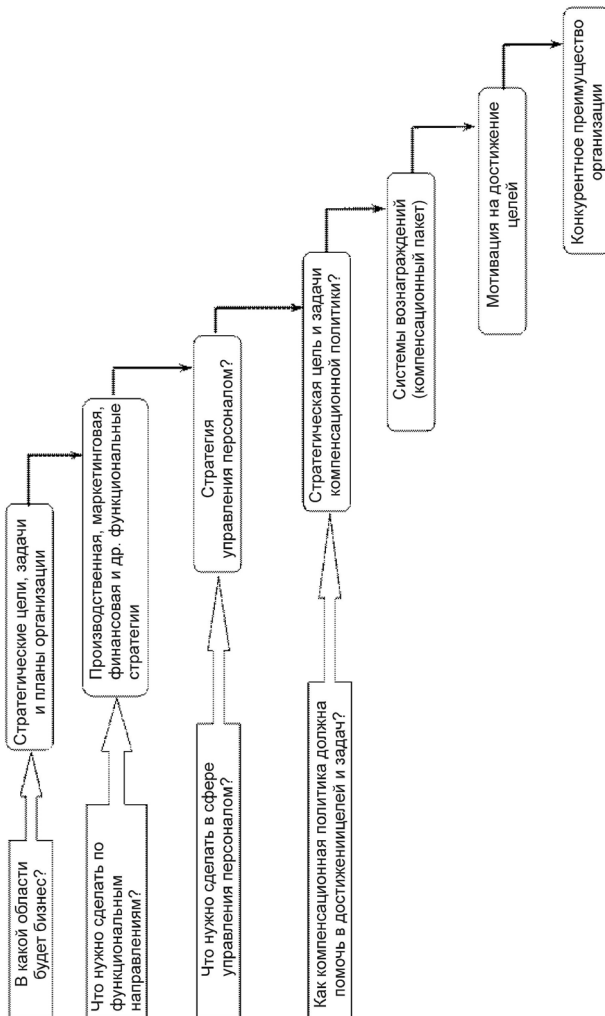 В какой области
будет бизнес?
Стратегические цели, задачи
и планы организации
Что нужно сделать по
функциональным
направлениям?
Производственная, маркетинговая,
финансовая и др. функциональные
стратегии
Что нужно сделать в сфере
управления персоналом?
Стратегия
управления персоналом?
Как компенсационная политика должна
помочь в достижениицелей и задач?
Стратегическая цель и задачи
компенсационной политики?
Системы вознаграждений
(компенсационный пакет)
Мотивация на достижение
целей
Конкурентное преимущество
организации